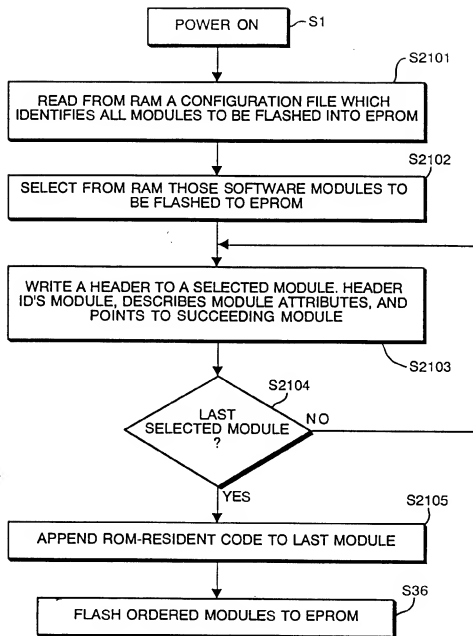 POWER ON
S1
S2101
READ FROM RAM A CONFIGURATION FILE WHICH
IDENTIFIES ALL MODULES TO BE FLASHED INTO EPROM
S2102
SELECT FROM RAM THOSE SOFTWARE MODULES TO
BE FLASHED TO EPROM
WRITE A HEADER TO A SELECTED MODULE. HEADER
ID'S MODULE, DESCRIBES MODULE ATTRIBUTES, AND
POINTS TO SUCCEEDING MODULE
S2103
S2104
LAST
SELECTED MODULE
?
NO
YES
S2105
APPEND ROM-RESIDENT CODE TO LAST MODULE
S36
FLASH ORDERED MODULES TO EPROM